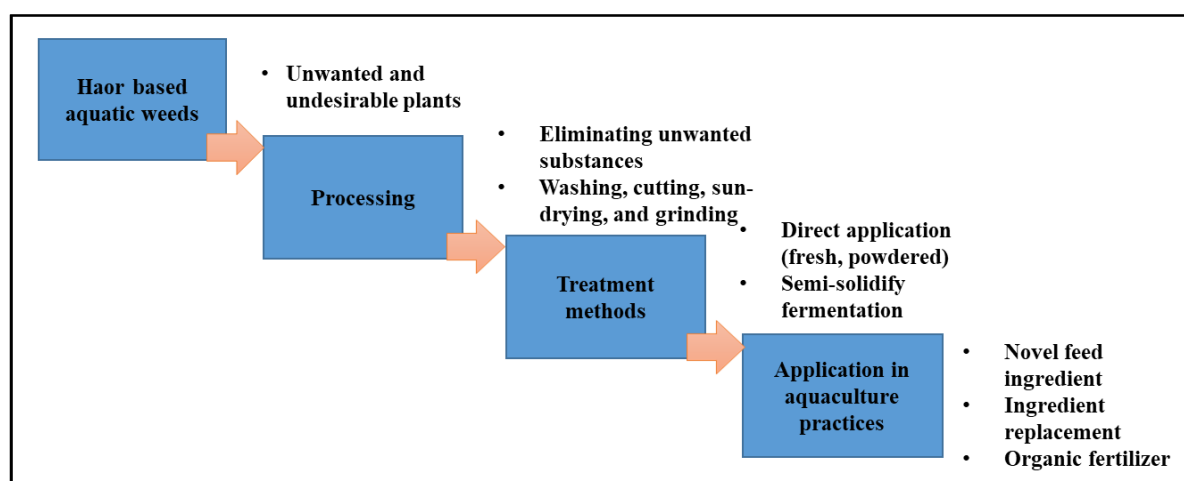 Haor based
aquatic weeds
• Unwanted and
undesirable plants
Processing
• Eliminating unwanted
substances
• Washing, cutting, sun-
drying, and grinding
Treatment
methods
• Direct application
(fresh, powdered)
• Semi-solidify
fermentation
Application in
aquaculture
practices
• Novel feed
ingredient
• Ingredient
replacement
• Organic fertilizer